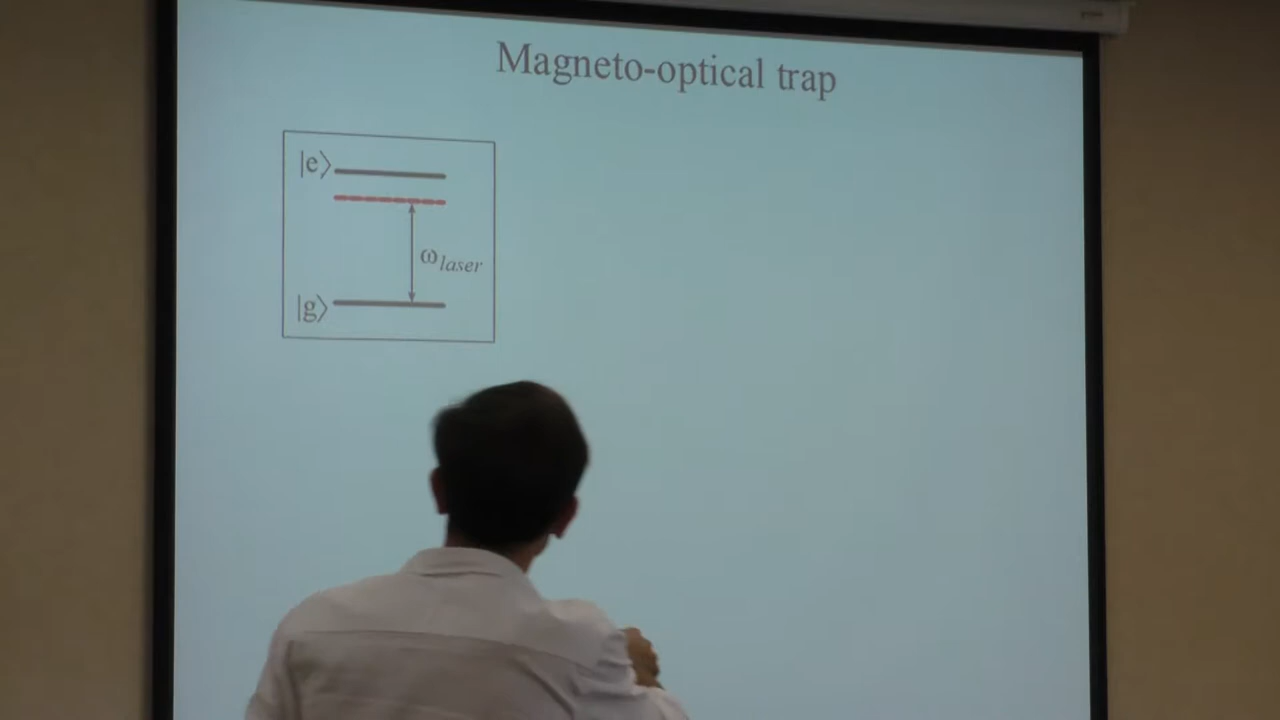 Magneto-optical trap
|e⟩
ω laser
|g⟩